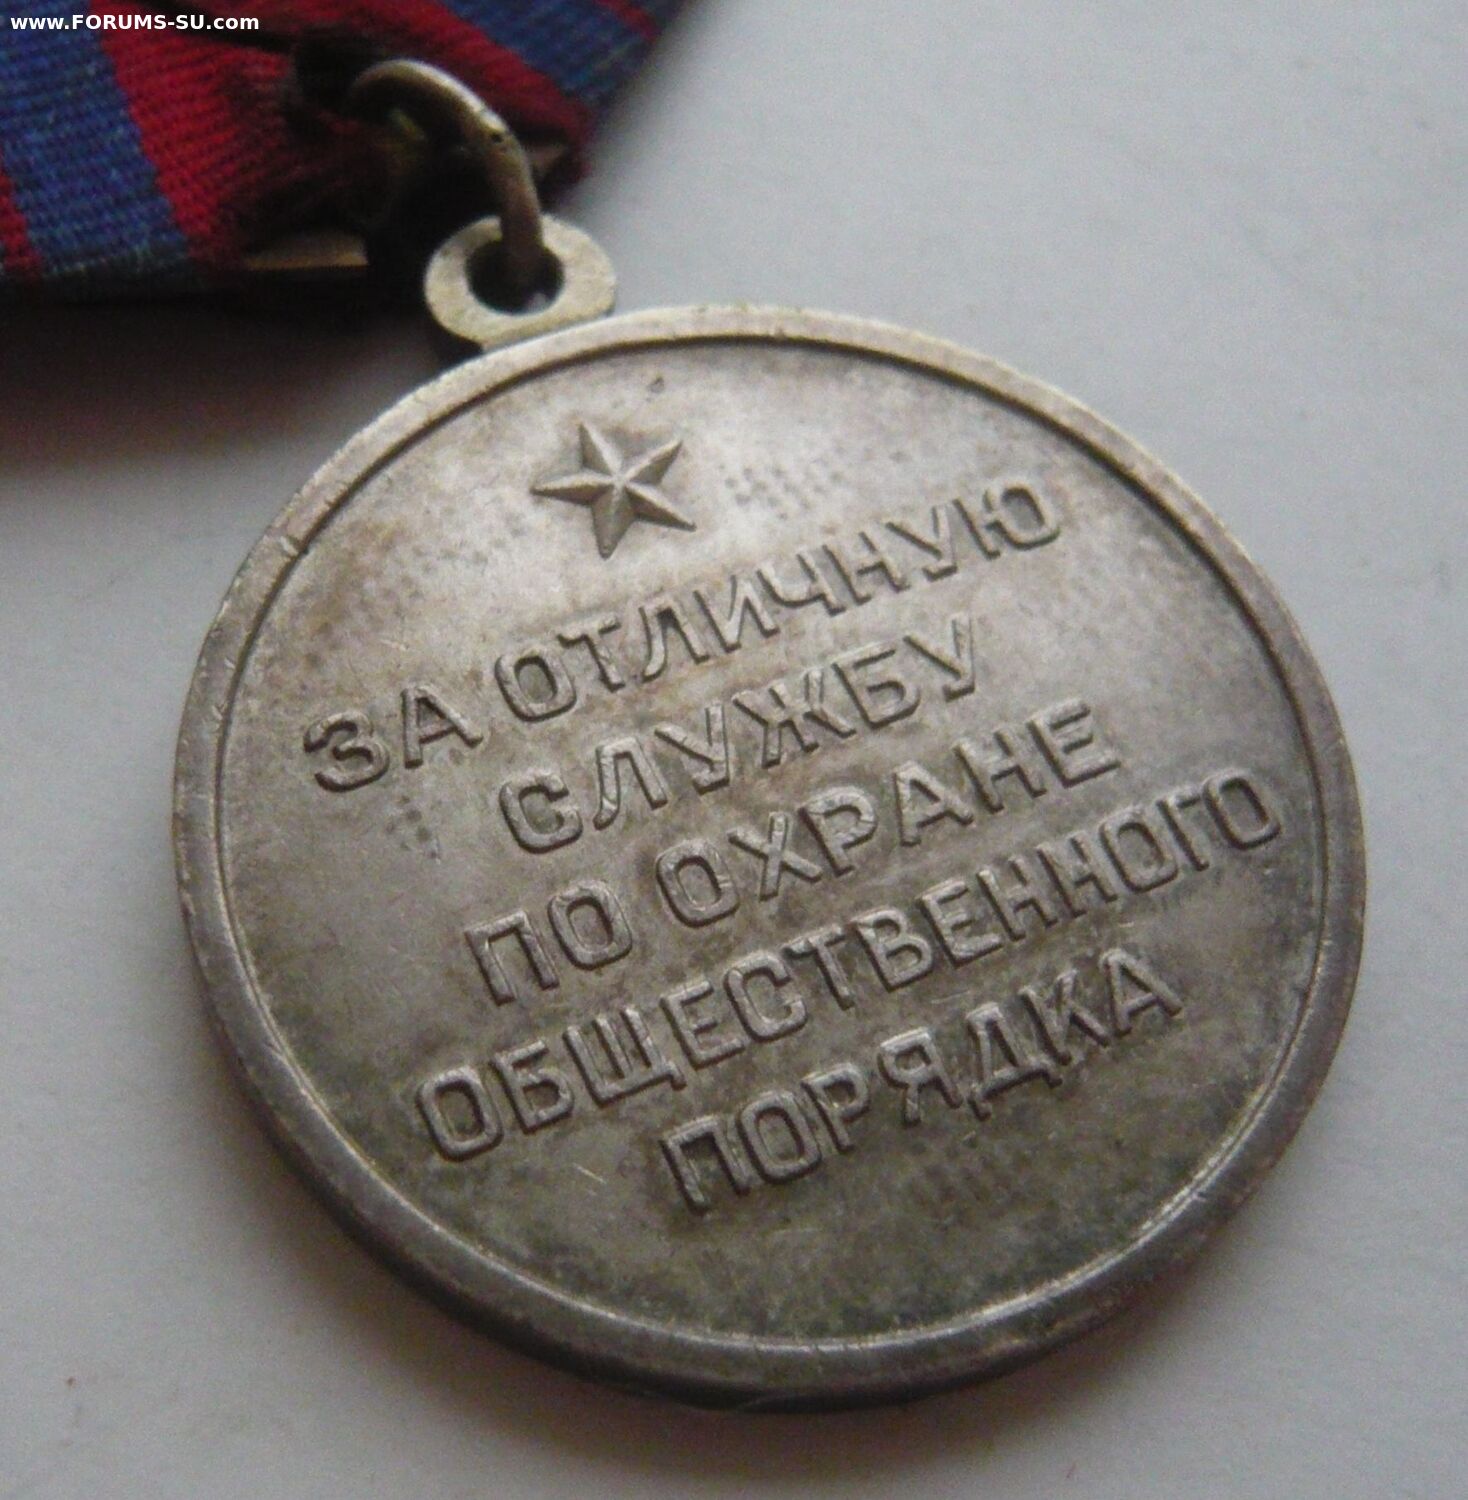 www.FORUMS-SU.com
ЗА ОТЛИЧНУЮ
СЛУЖБУ
ПО ОХРАНЕ
ОБЩЕСТВЕННОГО
ПОРЯДКА